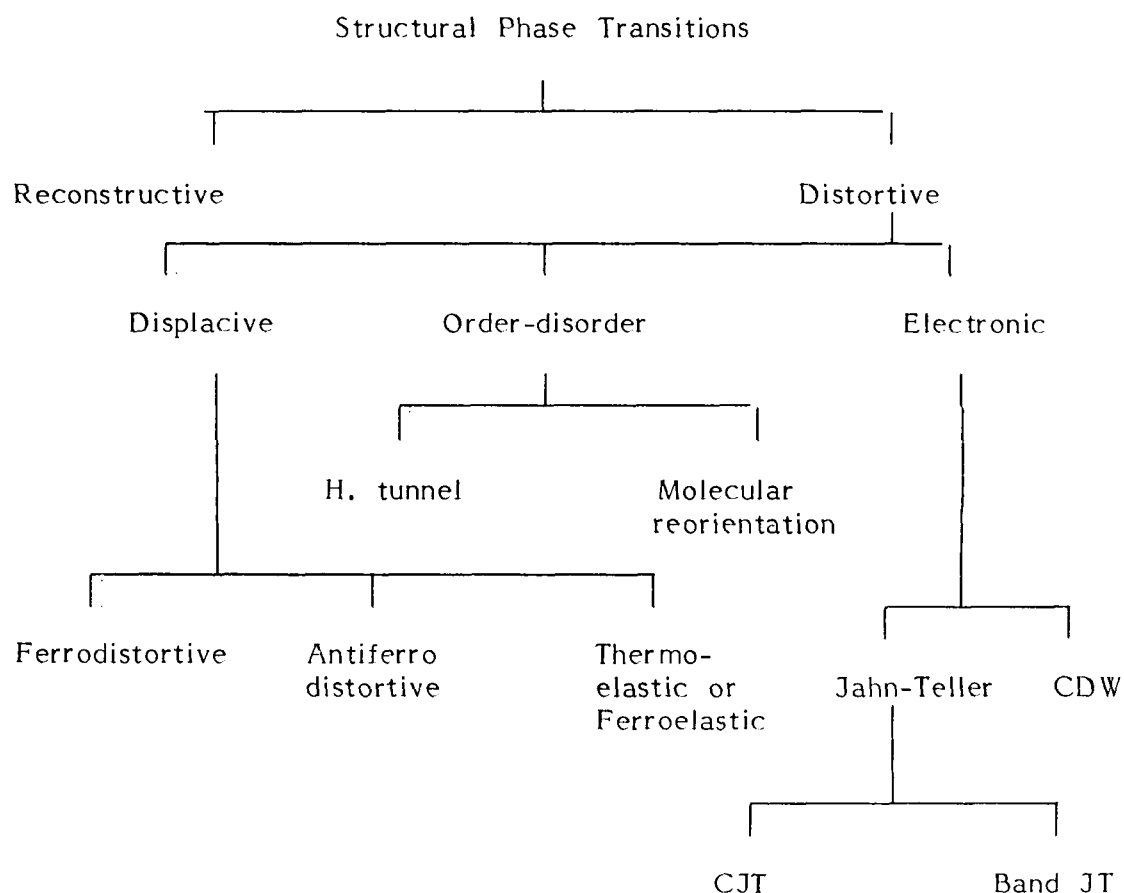 Structural Phase Transitions
Reconstructive
Distortive
Displacive
Order-disorder
Electronic
H. tunnel
Molecular
reorientation
Ferrodistortive
Antiferro
distortive
Thermo-
elastic or
Ferroelastic
Jahn-Teller
CDW
CJT
Band JT